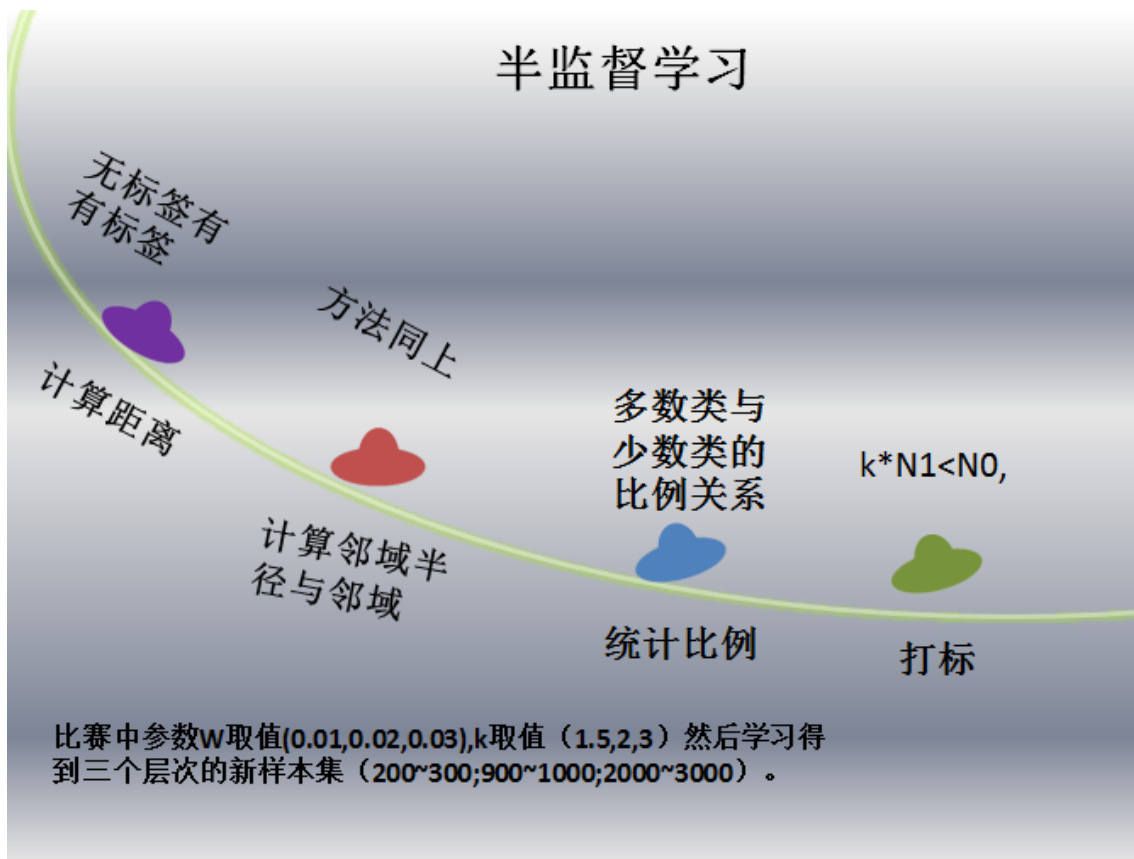 半监督学习
无标签有
有标签
计算距离
方法同上
计算邻域半
径与邻域
多数类与
少数类的
比例关系
统计比例
k*N1<N0,
打标
比赛中参数W取值(0.01,0.02,0.03),k取值（1.5,2,3）然后学习得
到三个层次的新样本集（200~300;900~1000;2000~3000）。